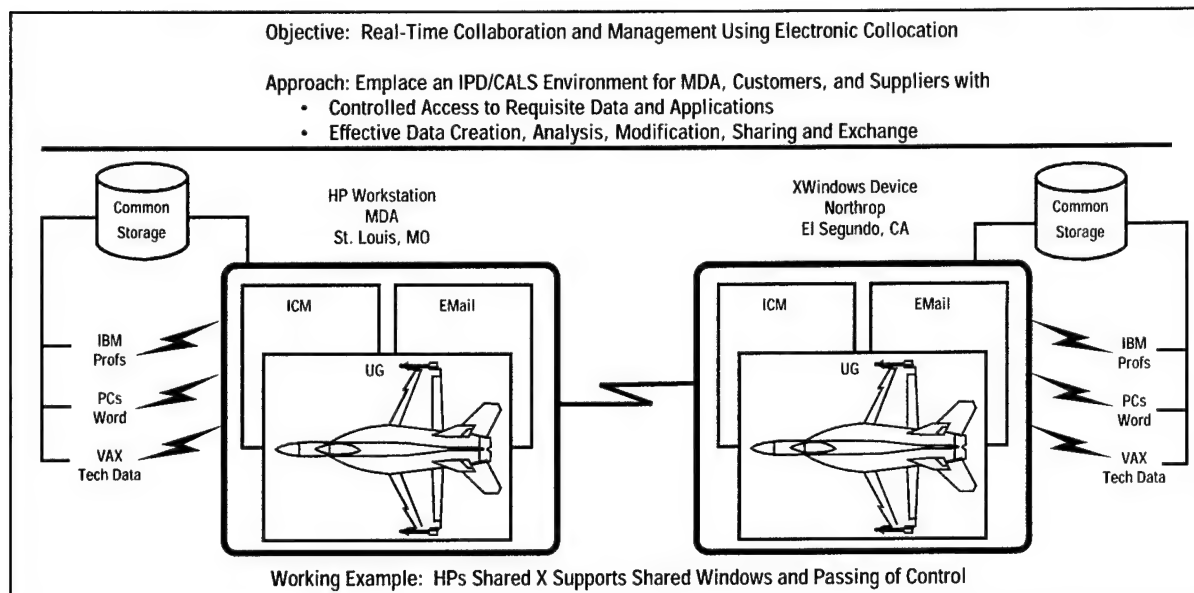 Objective: Real-Time Collaboration and Management Using Electronic Collocation
Approach: Emplace an IPD/CALS Environment for MDA, Customers, and Suppliers with
• Controlled Access to Requisite Data and Applications
• Effective Data Creation, Analysis, Modification, Sharing and Exchange
Common
Storage
HP Workstation
MDA
St. Louis, MO
XWindows Device
Northrop
El Segundo, CA
Common
Storage
ICM
EMail
UG
IBM
Profs
PCs
Word
VAX
Tech Data
ICM
EMail
UG
IBM
Profs
PCs
Word
VAX
Tech Data
Working Example: HPs Shared X Supports Shared Windows and Passing of Control